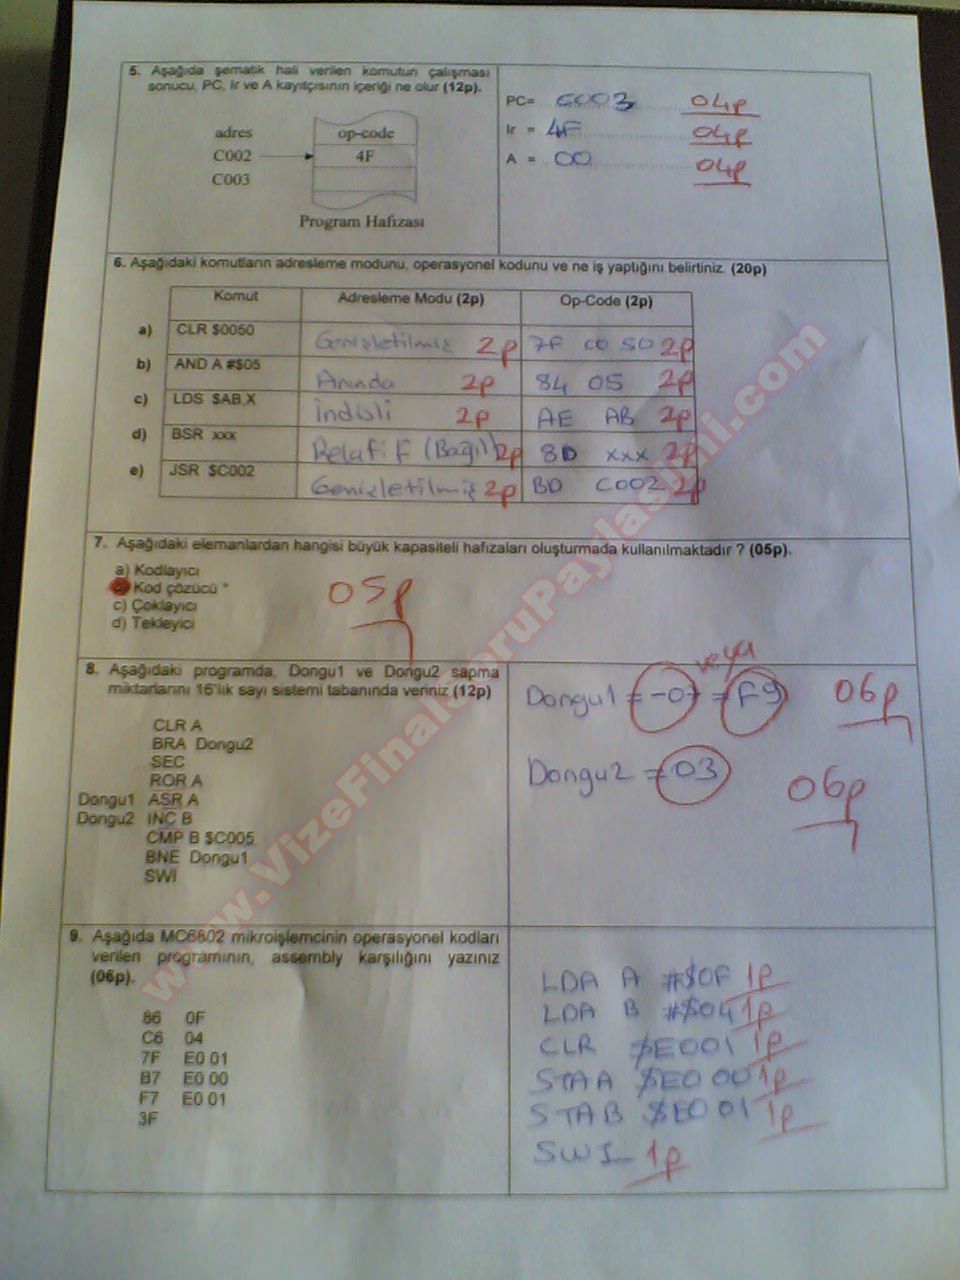 5. Aşağıda şematik hali verilen komutun çalışması
sonucu, PC, Ir ve A kayıtçısının içeriği ne olur (12p).
adres
op-code
C002
4F
C003
Program Hafızası
PC= C003 04p
Ir = 4F 04p
A = 00 04p
6. Aşağıdaki komutların adresleme modunu, operasyonel kodunu ve ne iş yaptığını belirtiniz. (20p)
Komut Adresleme Modu (2p) Op-Code (2p)
a) CLR $0050 Genişletilmiş 2p 7F 00 50 2p
b) AND A #$05 Anında 2p 84 05 2p
c) LDS $AB,X İndisli 2p AE AB 2p
d) BSR xxx Relatif (Bağıl) 2p 8D xxx 2p
e) JSR $C002 Genişletilmiş 2p BD C002 2p
7. Aşağıdaki elemanlardan hangisi büyük kapasiteli hafızaları oluşturmada kullanılmaktadır ? (05p).
a) Kodlayıcı
Kod çözücü *
c) Çoklayıcı
d) Tekleyici
05p
8. Aşağıdaki programda, Dongu1 ve Dongu2 sapma
miktarlarını 16'lık sayı sistemi tabanında veriniz (12p)
CLR A
BRA Dongu2
SEC
ROR A
Dongu1 ASR A
Dongu2 INC B
CMP B $C005
BNE Dongu1
SWI
veya
Dongu1 = -07 = F9 06p
Dongu2 = 03 06p
9. Aşağıda MC6802 mikroişlemcinin operasyonel kodları
verilen programının, assembly karşılığını yazınız
(06p).
86 0F
C6 04
7F E0 01
B7 E0 00
F7 E0 01
3F
LDA A #$0F 1p
LDA B #$04 1p
CLR $E001 1p
STA A $E000 1p
STA B $E001 1p
SWI 1p
www.VizeFinalSoruPaylasimi.com